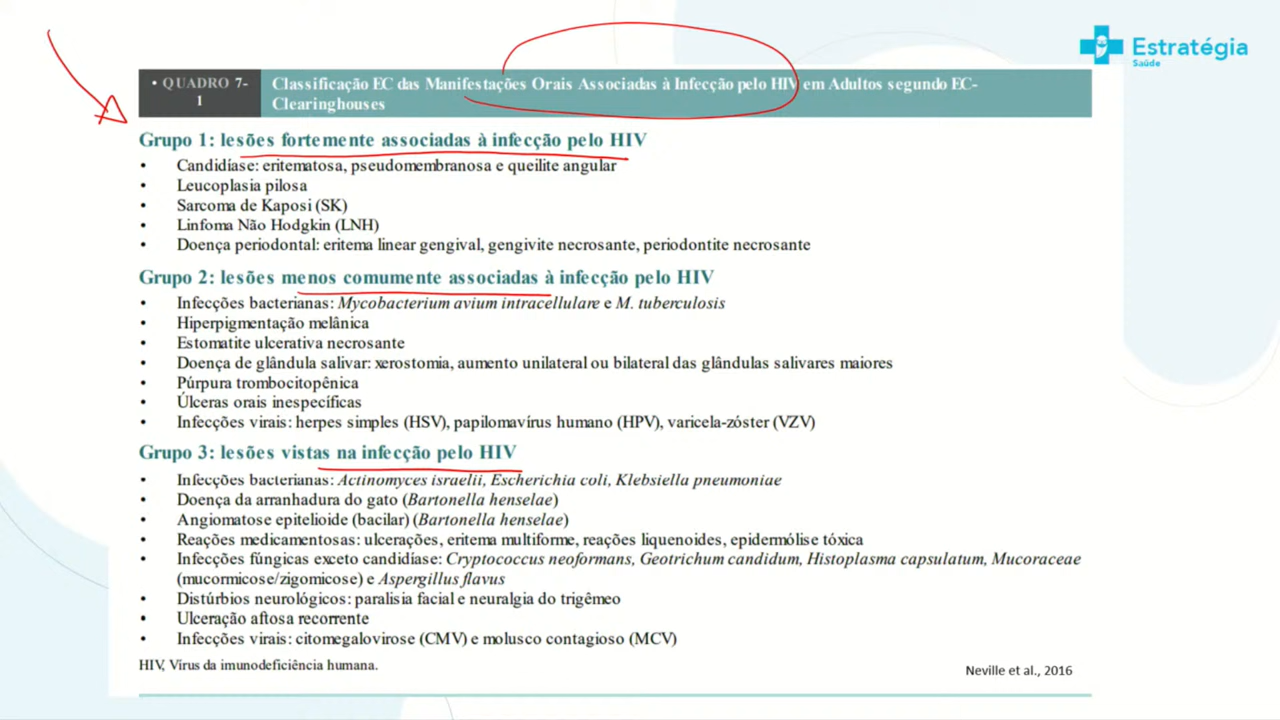 Estratégia
Saúde
• QUADRO 7-
1
Classificação EC das Manifestações Orais Associadas à Infecção pelo HIV em Adultos segundo EC-
Clearinghouses
Grupo 1: lesões fortemente associadas à infecção pelo HIV
• Candidíase: eritematosa, pseudomembranosa e queilite angular
• Leucoplasia pilosa
• Sarcoma de Kaposi (SK)
• Linfoma Não Hodgkin (LNH)
• Doença periodontal: eritema linear gengival, gengivite necrosante, periodontite necrosante
Grupo 2: lesões menos comumente associadas à infecção pelo HIV
• Infecções bacterianas: Mycobacterium avium intracellulare e M. tuberculosis
• Hiperpigmentação melânica
• Estomatite ulcerativa necrosante
• Doença de glândula salivar: xerostomia, aumento unilateral ou bilateral das glândulas salivares maiores
• Púrpura trombocitopênica
• Úlceras orais inespecíficas
• Infecções virais: herpes simples (HSV), papilomavírus humano (HPV), varicela-zóster (VZV)
Grupo 3: lesões vistas na infecção pelo HIV
• Infecções bacterianas: Actinomyces israelii, Escherichia coli, Klebsiella pneumoniae
• Doença da arranhadura do gato (Bartonella henselae)
• Angiomatose epitelioide (bacilar) (Bartonella henselae)
• Reações medicamentosas: ulcerações, eritema multiforme, reações liquenoides, epidermólise tóxica
• Infecções fúngicas exceto candidíase: Cryptococcus neoformans, Geotrichum candidum, Histoplasma capsulatum, Mucoraceae
(mucormicose/zigomicose) e Aspergillus flavus
• Distúrbios neurológicos: paralisia facial e neuralgia do trigêmeo
• Ulceração aftosa recorrente
• Infecções virais: citomegalovirose (CMV) e molusco contagioso (MCV)
HIV, Vírus da imunodeficiência humana.
Neville et al., 2016